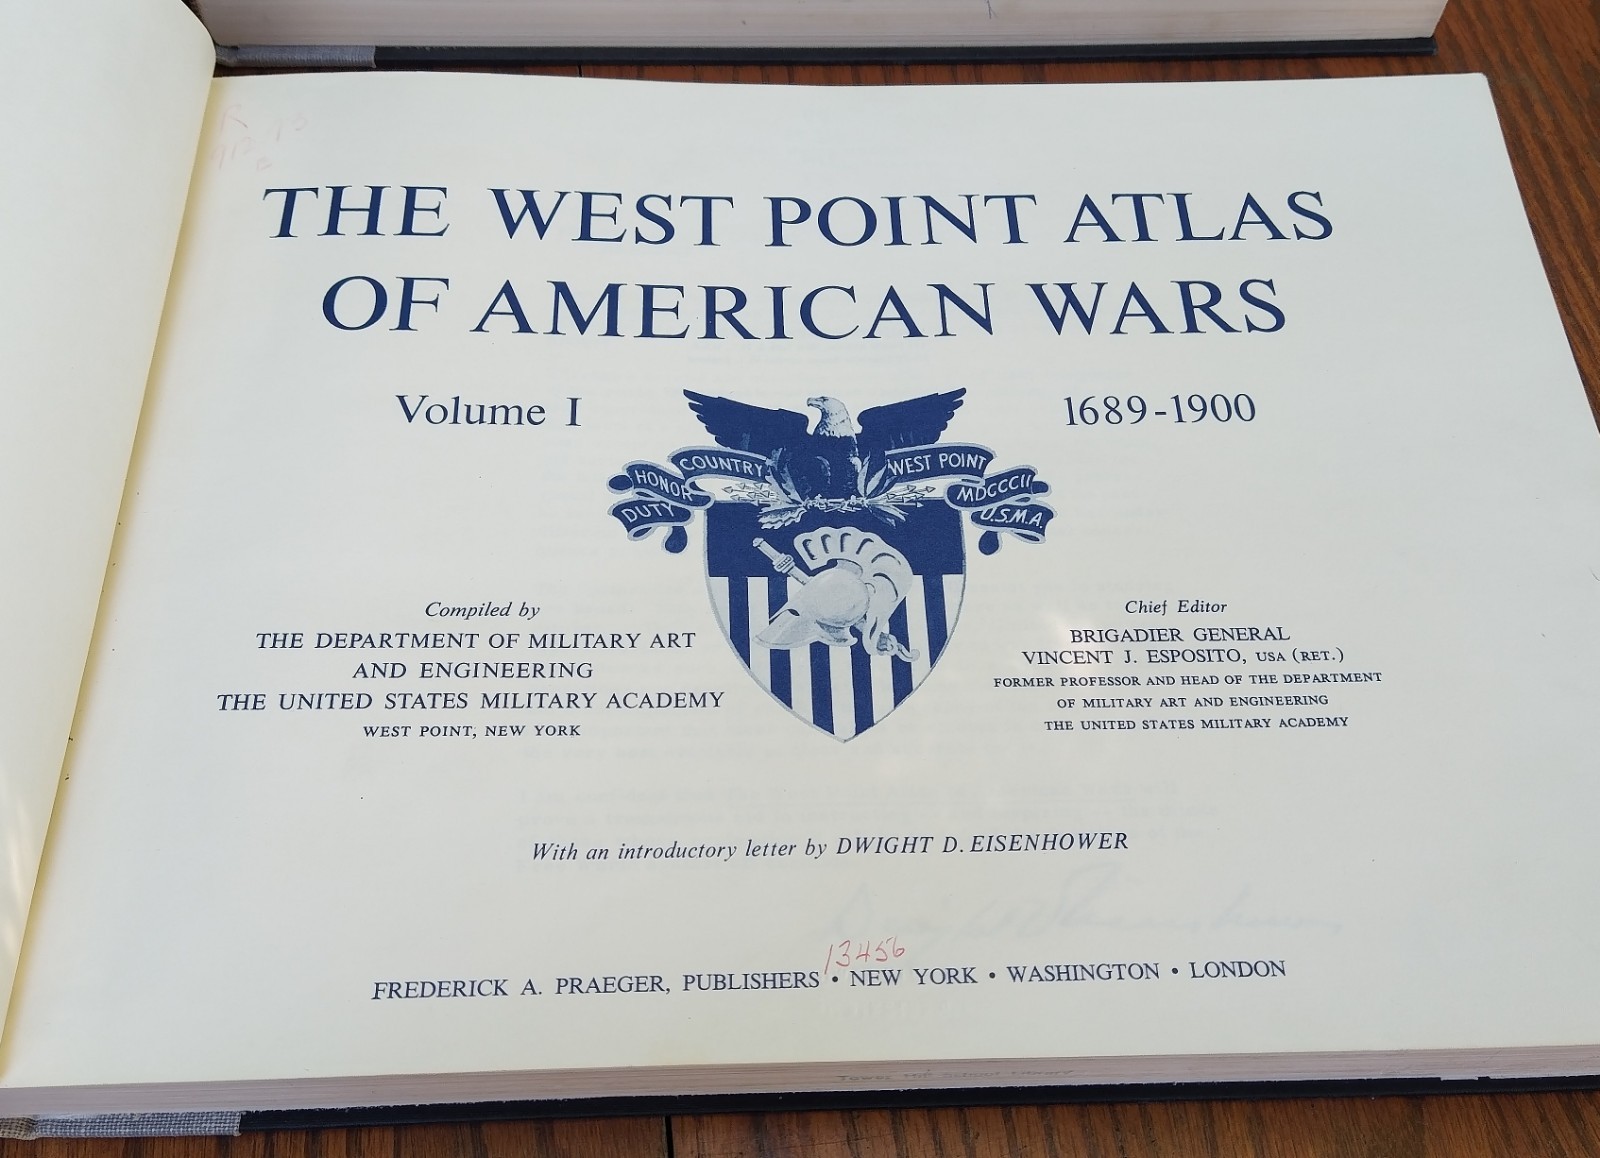 R
912.73
THE WEST POINT ATLAS
OF AMERICAN WARS
Volume I
1689-1900
DUTY HONOR COUNTRY
WEST POINT MDCCCII U.S.M.A.
Compiled by
THE DEPARTMENT OF MILITARY ART
AND ENGINEERING
THE UNITED STATES MILITARY ACADEMY
WEST POINT, NEW YORK
Chief Editor
BRIGADIER GENERAL
VINCENT J. ESPOSITO, USA (RET.)
FORMER PROFESSOR AND HEAD OF THE DEPARTMENT
OF MILITARY ART AND ENGINEERING
THE UNITED STATES MILITARY ACADEMY
With an introductory letter by DWIGHT D. EISENHOWER
13456
FREDERICK A. PRAEGER, PUBLISHERS • NEW YORK • WASHINGTON • LONDON